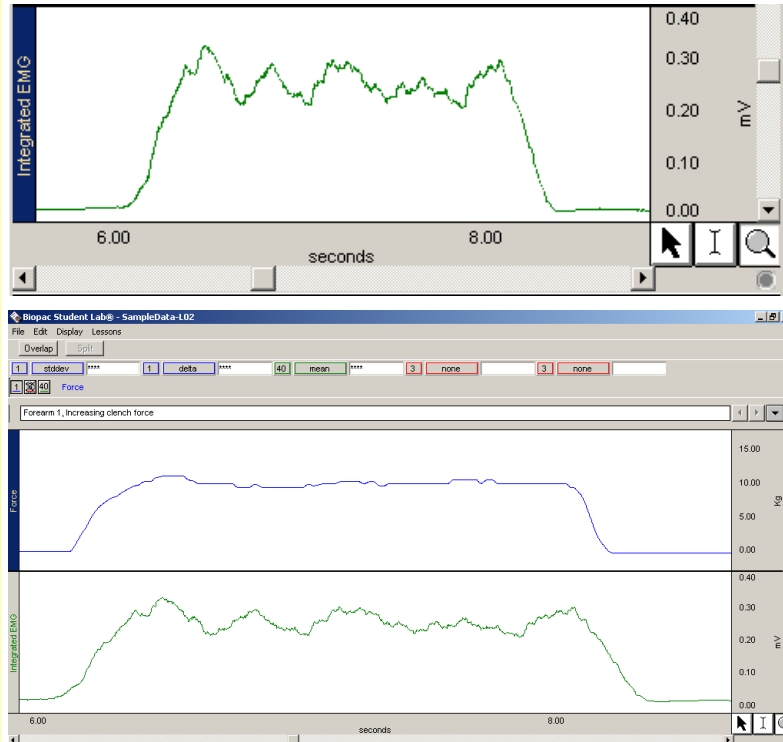 0.40
0.30
0.20
0.10
0.00
mV
Integrated EMG
6.00 8.00
seconds
Biopac Student Lab® - SampleData-L02
File Edit Display Lessons
Overlap Split
1 stddev **** 1 delta **** 40 mean **** 3 none 3 none
1 40 Force
Forearm 1, Increasing clench force
Force
15.00
10.00
5.00
0.00
Kg
Integrated EMG
0.40
0.30
0.20
0.10
0.00
mV
6.00 8.00
seconds